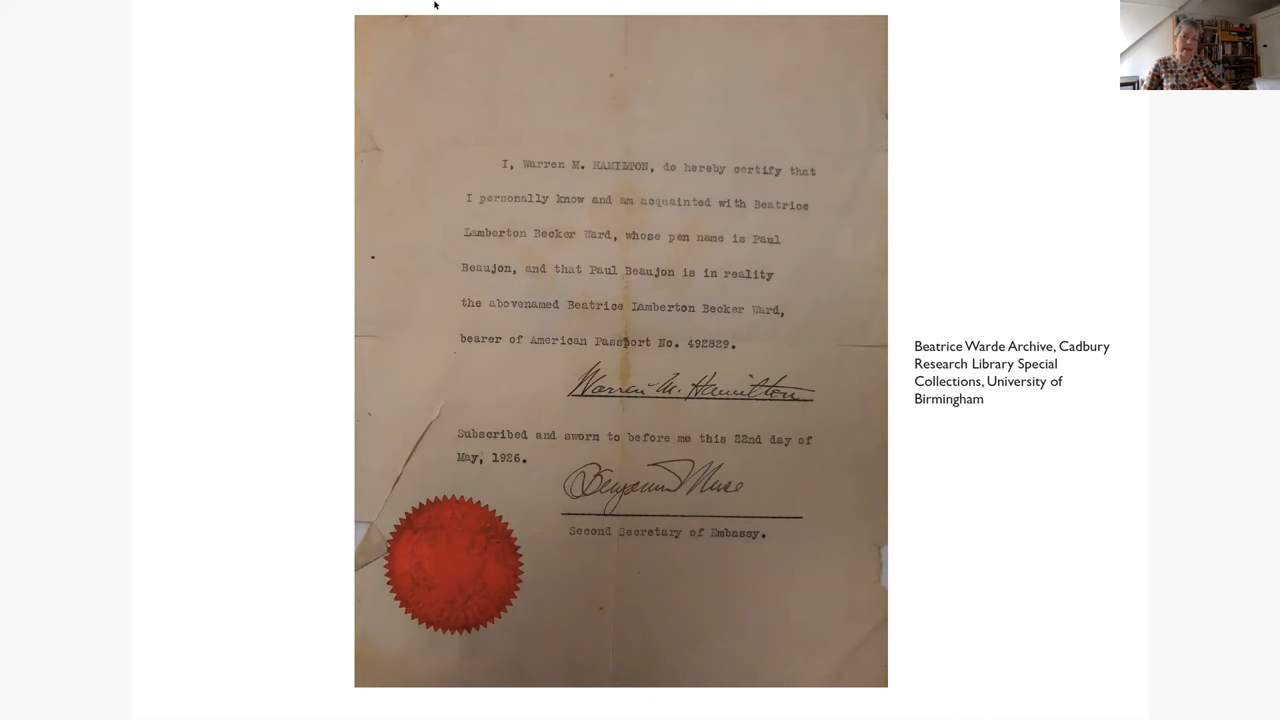 I, Warren M. HAMILTON, do hereby certify that
I personally know and am acquainted with Beatrice
Lamberton Becker Ward, whose pen name is Paul
Beaujon, and that Paul Beaujon is in reality
the abovenamed Beatrice Lamberton Becker Ward,
bearer of American Passport No. 492829.
Warren M. Hamilton
Subscribed and sworn to before me this 22nd day of
May, 1926.
Benjamin Muse
Second Secretary of Embassy.
Beatrice Warde Archive, Cadbury
Research Library Special
Collections, University of
Birmingham